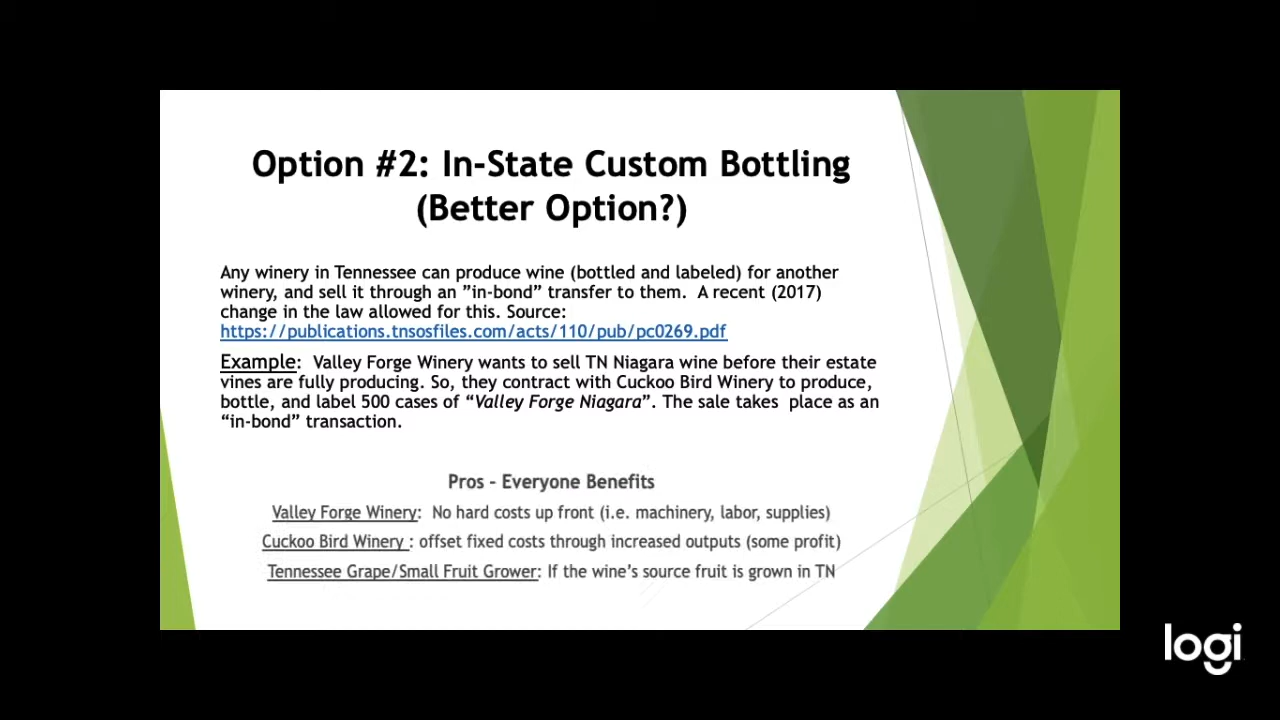 Option #2: In-State Custom Bottling
(Better Option?)
Any winery in Tennessee can produce wine (bottled and labeled) for another
winery, and sell it through an ”in-bond” transfer to them.  A recent (2017)
change in the law allowed for this. Source:
https://publications.tnsosfiles.com/acts/110/pub/pc0269.pdf
Example:  Valley Forge Winery wants to sell TN Niagara wine before their estate
vines are fully producing. So, they contract with Cuckoo Bird Winery to produce,
bottle, and label 500 cases of “Valley Forge Niagara”. The sale takes  place as an
“in-bond” transaction.
Pros - Everyone Benefits
Valley Forge Winery:  No hard costs up front (i.e. machinery, labor, supplies)
Cuckoo Bird Winery : offset fixed costs through increased outputs (some profit)
Tennessee Grape/Small Fruit Grower: If the wine’s source fruit is grown in TN
logi